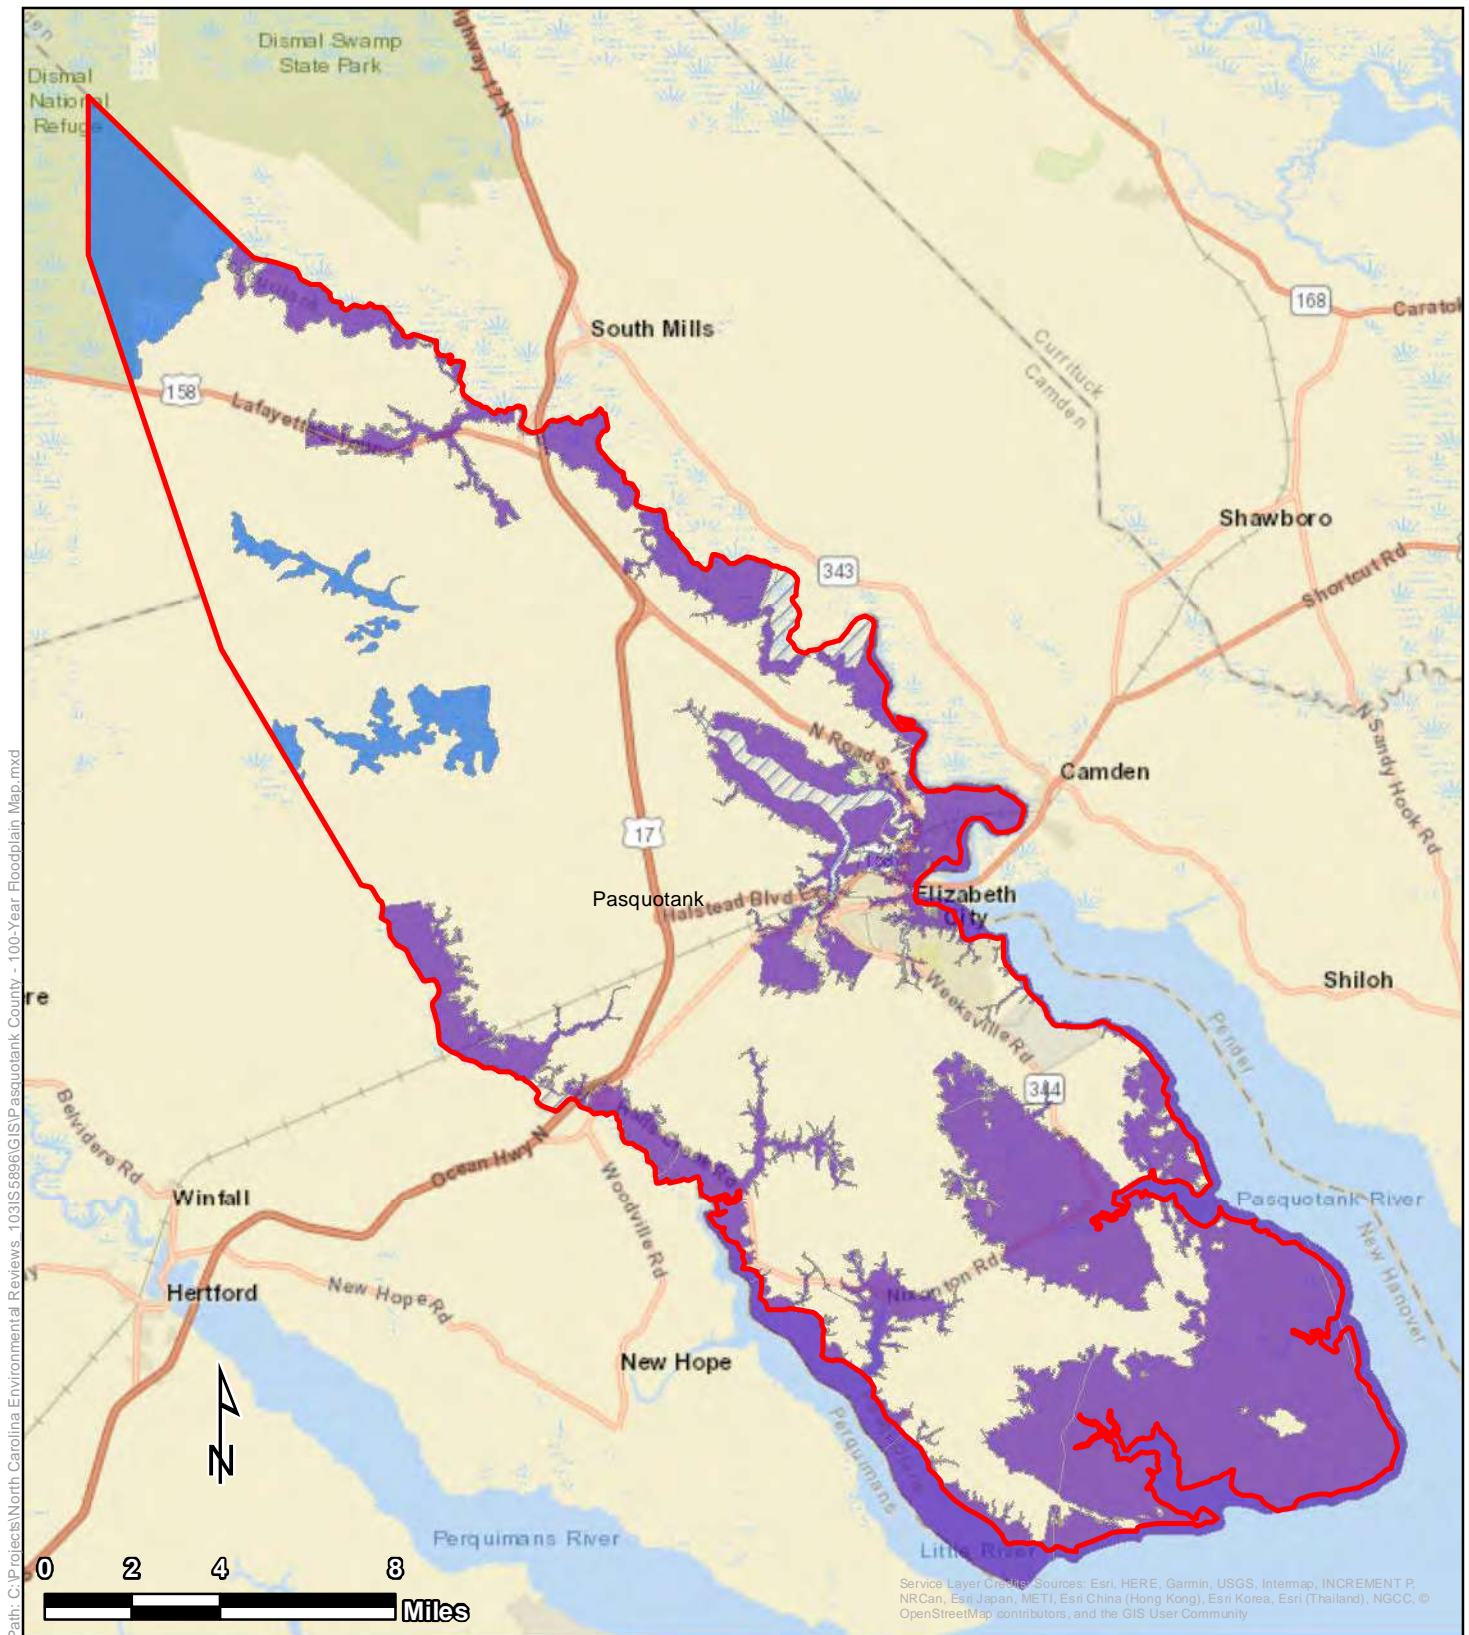 Dismal Swamp
State Park
Dismal
National
Refuge
Highway 17 N
168
South Mills
158
Lafayette
Currituck
Camden
Shawboro
Shortcut Rd
343
N Sandy Hook Rd
N Road St
Camden
17
Pasquotank
Halstead Blvd E
Elizabeth
City
Shiloh
Weeksville Rd
Pender
344
Belvidere Rd
Ocean Hwy N
Winfall
Woodville Rd
Pasquotank River
New Hanover
Hertford
New Hope Rd
Nixonton Rd
New Hope
Perquimans
N
Perquimans River
Little River
0 2 4 8
Miles
Service Layer Credits: Sources: Esri, HERE, Garmin, USGS, Intermap, INCREMENT P,
NRCan, Esri Japan, METI, Esri China (Hong Kong), Esri Korea, Esri (Thailand), NGCC, ©
OpenStreetMap contributors, and the GIS User Community
Path: C:\Projects\North Carolina Environmental Reviews_103IS5896\GIS\Pasquotank County - 100-Year Floodplain Map.mxd